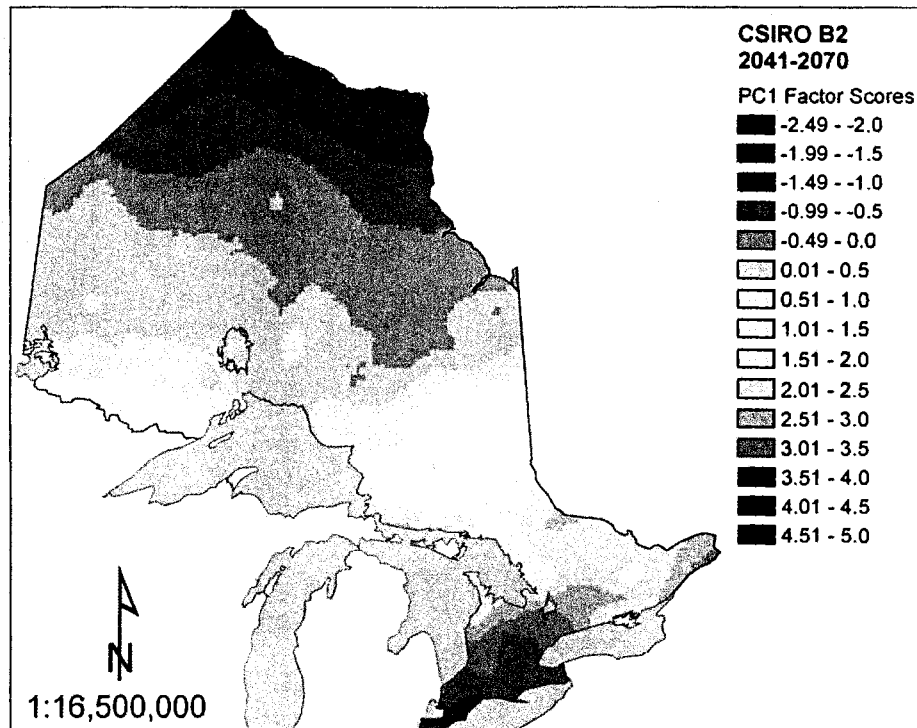 CSIRO B2
2041-2070
PC1 Factor Scores
-2.49 - -2.0
-1.99 - -1.5
-1.49 - -1.0
-0.99 - -0.5
-0.49 - 0.0
0.01 - 0.5
0.51 - 1.0
1.01 - 1.5
1.51 - 2.0
2.01 - 2.5
2.51 - 3.0
3.01 - 3.5
3.51 - 4.0
4.01 - 4.5
4.51 - 5.0
N
1:16,500,000